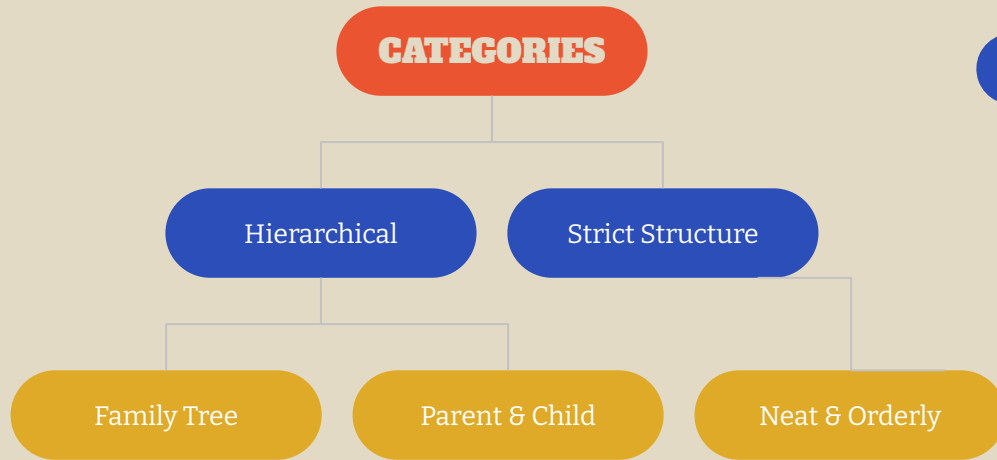 CATEGORIES
Hierarchical
Strict Structure
Family Tree
Parent & Child
Neat & Orderly